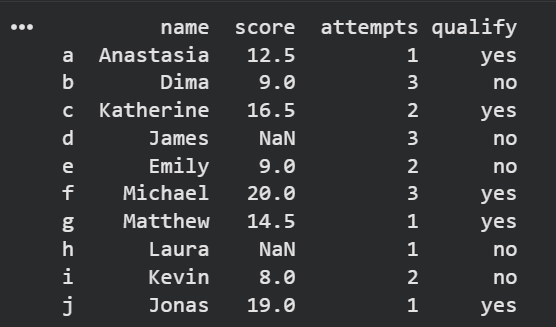 name score attempts qualify
a Anastasia 12.5 1 yes
b Dima 9.0 3 no
c Katherine 16.5 2 yes
d James NaN 3 no
e Emily 9.0 2 no
f Michael 20.0 3 yes
g Matthew 14.5 1 yes
h Laura NaN 1 no
i Kevin 8.0 2 no
j Jonas 19.0 1 yes